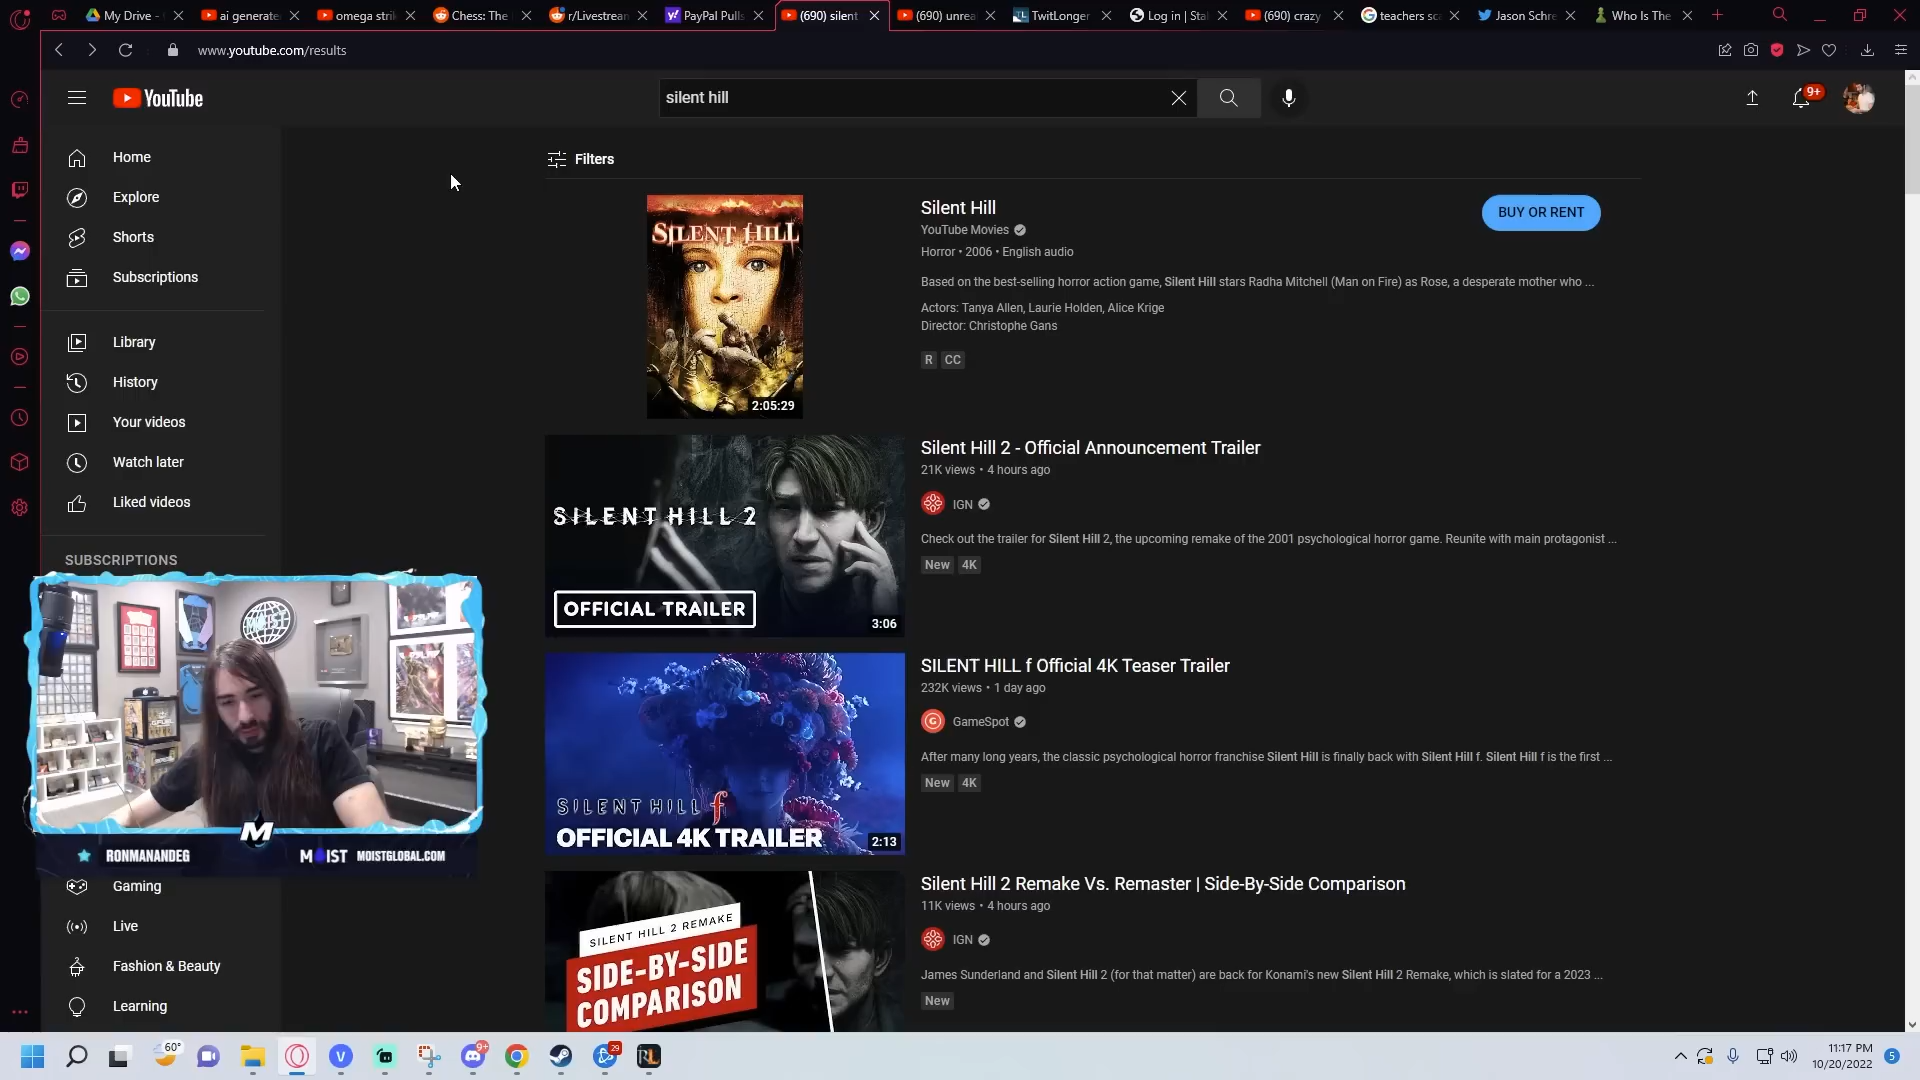 My Drive -
ai generate
omega stri
Chess: The
r/Livestrean
PayPal Pulls
(690) silent
(690) unrea
TwitLonger
Log in | Sta
(690) crazy
teachers sc
Jason Schre
Who Is The
www.youtube.com/results
YouTube
silent hill
9+
Home
Explore
Shorts
Subscriptions
Library
History
Your videos
Watch later
Liked videos
SUBSCRIPTIONS
Gaming
Live
Fashion & Beauty
Learning
Filters
SILENT HILL
2:05:29
Silent Hill
YouTube Movies
Horror • 2006 • English audio
Based on the best-selling horror action game, Silent Hill stars Radha Mitchell (Man on Fire) as Rose, a desperate mother who ...
Actors: Tanya Allen, Laurie Holden, Alice Krige
Director: Christophe Gans
R CC
BUY OR RENT
SILENT HILL 2
OFFICIAL TRAILER
3:06
Silent Hill 2 - Official Announcement Trailer
21K views • 4 hours ago
IGN
Check out the trailer for Silent Hill 2, the upcoming remake of the 2001 psychological horror game. Reunite with main protagonist ...
New 4K
SILENT HILL f
OFFICIAL 4K TRAILER
2:13
SILENT HILL f Official 4K Teaser Trailer
232K views • 1 day ago
GameSpot
After many long years, the classic psychological horror franchise Silent Hill is finally back with Silent Hill f. Silent Hill f is the first ...
New 4K
SILENT HILL 2 REMAKE
SIDE-BY-SIDE
COMPARISON
Silent Hill 2 Remake Vs. Remaster | Side-By-Side Comparison
11K views • 4 hours ago
IGN
James Sunderland and Silent Hill 2 (for that matter) are back for Konami's new Silent Hill 2 Remake, which is slated for a 2023 ...
New
MOIST
M
RONMANANDEG
MOIST MOISTGLOBAL.COM
60°
9+
29
RL
11:17 PM
10/20/2022
5